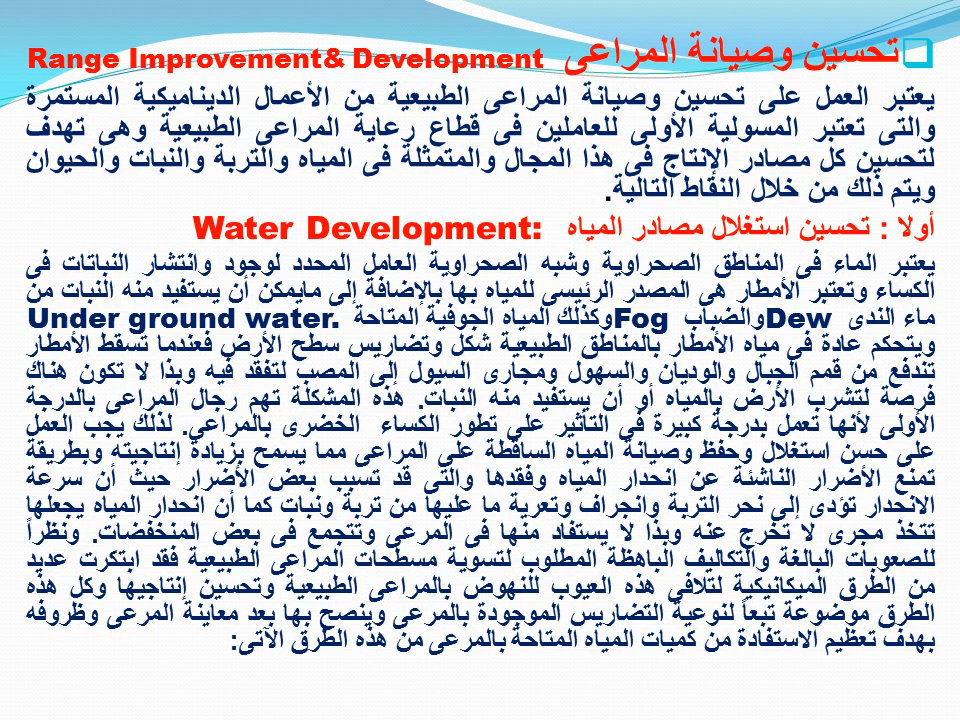 ❑ تحسين وصيانة المراعى Range Improvement& Development
يعتبر العمل على تحسين وصيانة المراعى الطبيعية من الأعمال الديناميكية المستمرة
والتى تعتبر المسولية الأولى للعاملين فى قطاع رعاية المراعى الطبيعية وهى تهدف
لتحسين كل مصادر الإنتاج فى هذا المجال والمتمثلة فى المياه والتربة والنبات والحيوان
ويتم ذلك من خلال النقاط التالية.
أولا : تحسين استغلال مصادر المياه Water Development:
يعتبر الماء فى المناطق الصحراوية وشبه الصحراوية العامل المحدد لوجود وانتشار النباتات فى
الكساء وتعتبر الأمطار هى المصدر الرئيسى للمياه بها بالإضافة إلى مايمكن أن يستفيد منه النبات من
ماء الندى Dew والضباب Fog وكذلك المياه الجوفية المتاحة Under ground water.
ويتحكم عادة فى مياه الأمطار بالمناطق الطبيعية شكل وتضاريس سطح الأرض فعندما تسقط الأمطار
تندفع من قمم الجبال والوديان والسهول ومجارى السيول إلى المصب لتفقد فيه وبذا لا تكون هناك
فرصة لتشرب الأرض بالمياه أو أن يستفيد منه النبات. هذه المشكلة تهم رجال المراعى بالدرجة
الأولى لأنها تعمل بدرجة كبيرة فى التأثير على تطور الكساء الخضرى بالمراعي. لذلك يجب العمل
على حسن استغلال وحفظ وصيانة المياه الساقطة على المراعى مما يسمح بزيادة إنتاجيته وبطريقة
تمنع الأضرار الناشئة عن انحدار المياه وفقدها والتى قد تسبب بعض الأضرار حيث أن سرعة
الانحدار تؤدى إلى نحر التربة وانجراف وتعرية ما عليها من تربة ونبات كما أن انحدار المياه يجعلها
تتخذ مجرى لا تخرج عنه وبذا لا يستفاد منها فى المرعى وتتجمع فى بعض المنخفضات. ونظراً
للصعوبات البالغة والتكاليف الباهظة المطلوب لتسوية مسطحات المراعى الطبيعية فقد ابتكرت عديد
من الطرق الميكانيكية لتلافى هذه العيوب للنهوض بالمراعى الطبيعية وتحسين إنتاجيها وكل هذه
الطرق موضوعة تبعاً لنوعية التضاريس الموجودة بالمرعى وينصح بها بعد معاينة المرعى وظروفه
بهدف تعظيم الاستفادة من كميات المياه المتاحة بالمرعى من هذه الطرق الآتى: